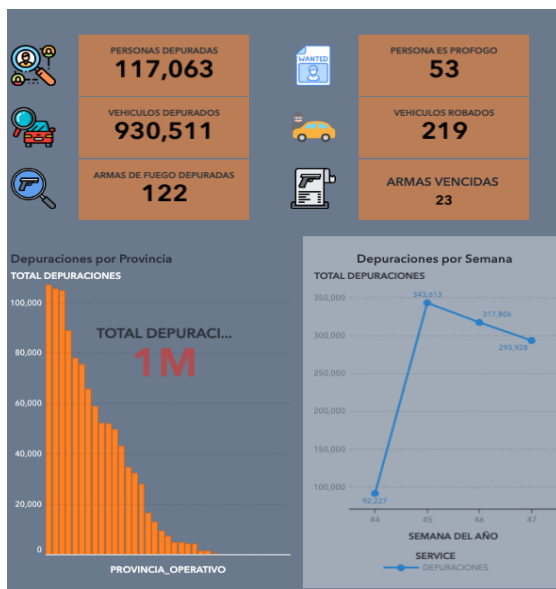 PERSONAS DEPURADAS
117,063
WANTED
PERSONA ES PROFOGO
53
VEHICULOS DEPURADOS
930,511
VEHICULOS ROBADOS
219
ARMAS DE FUEGO DEPURADAS
122
ARMAS VENCIDAS
23
Depuraciones por Provincia
TOTAL DEPURACIONES
100,000
80,000
60,000
40,000
20,000
0
TOTAL DEPURACI...
1M
PROVINCIA_OPERATIVO
Depuraciones por Semana
TOTAL DEPURACIONES
350,000
300,000
250,000
200,000
150,000
100,000
343,613
317,806
293,928
92,227
44
45
46
47
SEMANA DEL AÑO
SERVICE
DEPURACIONES